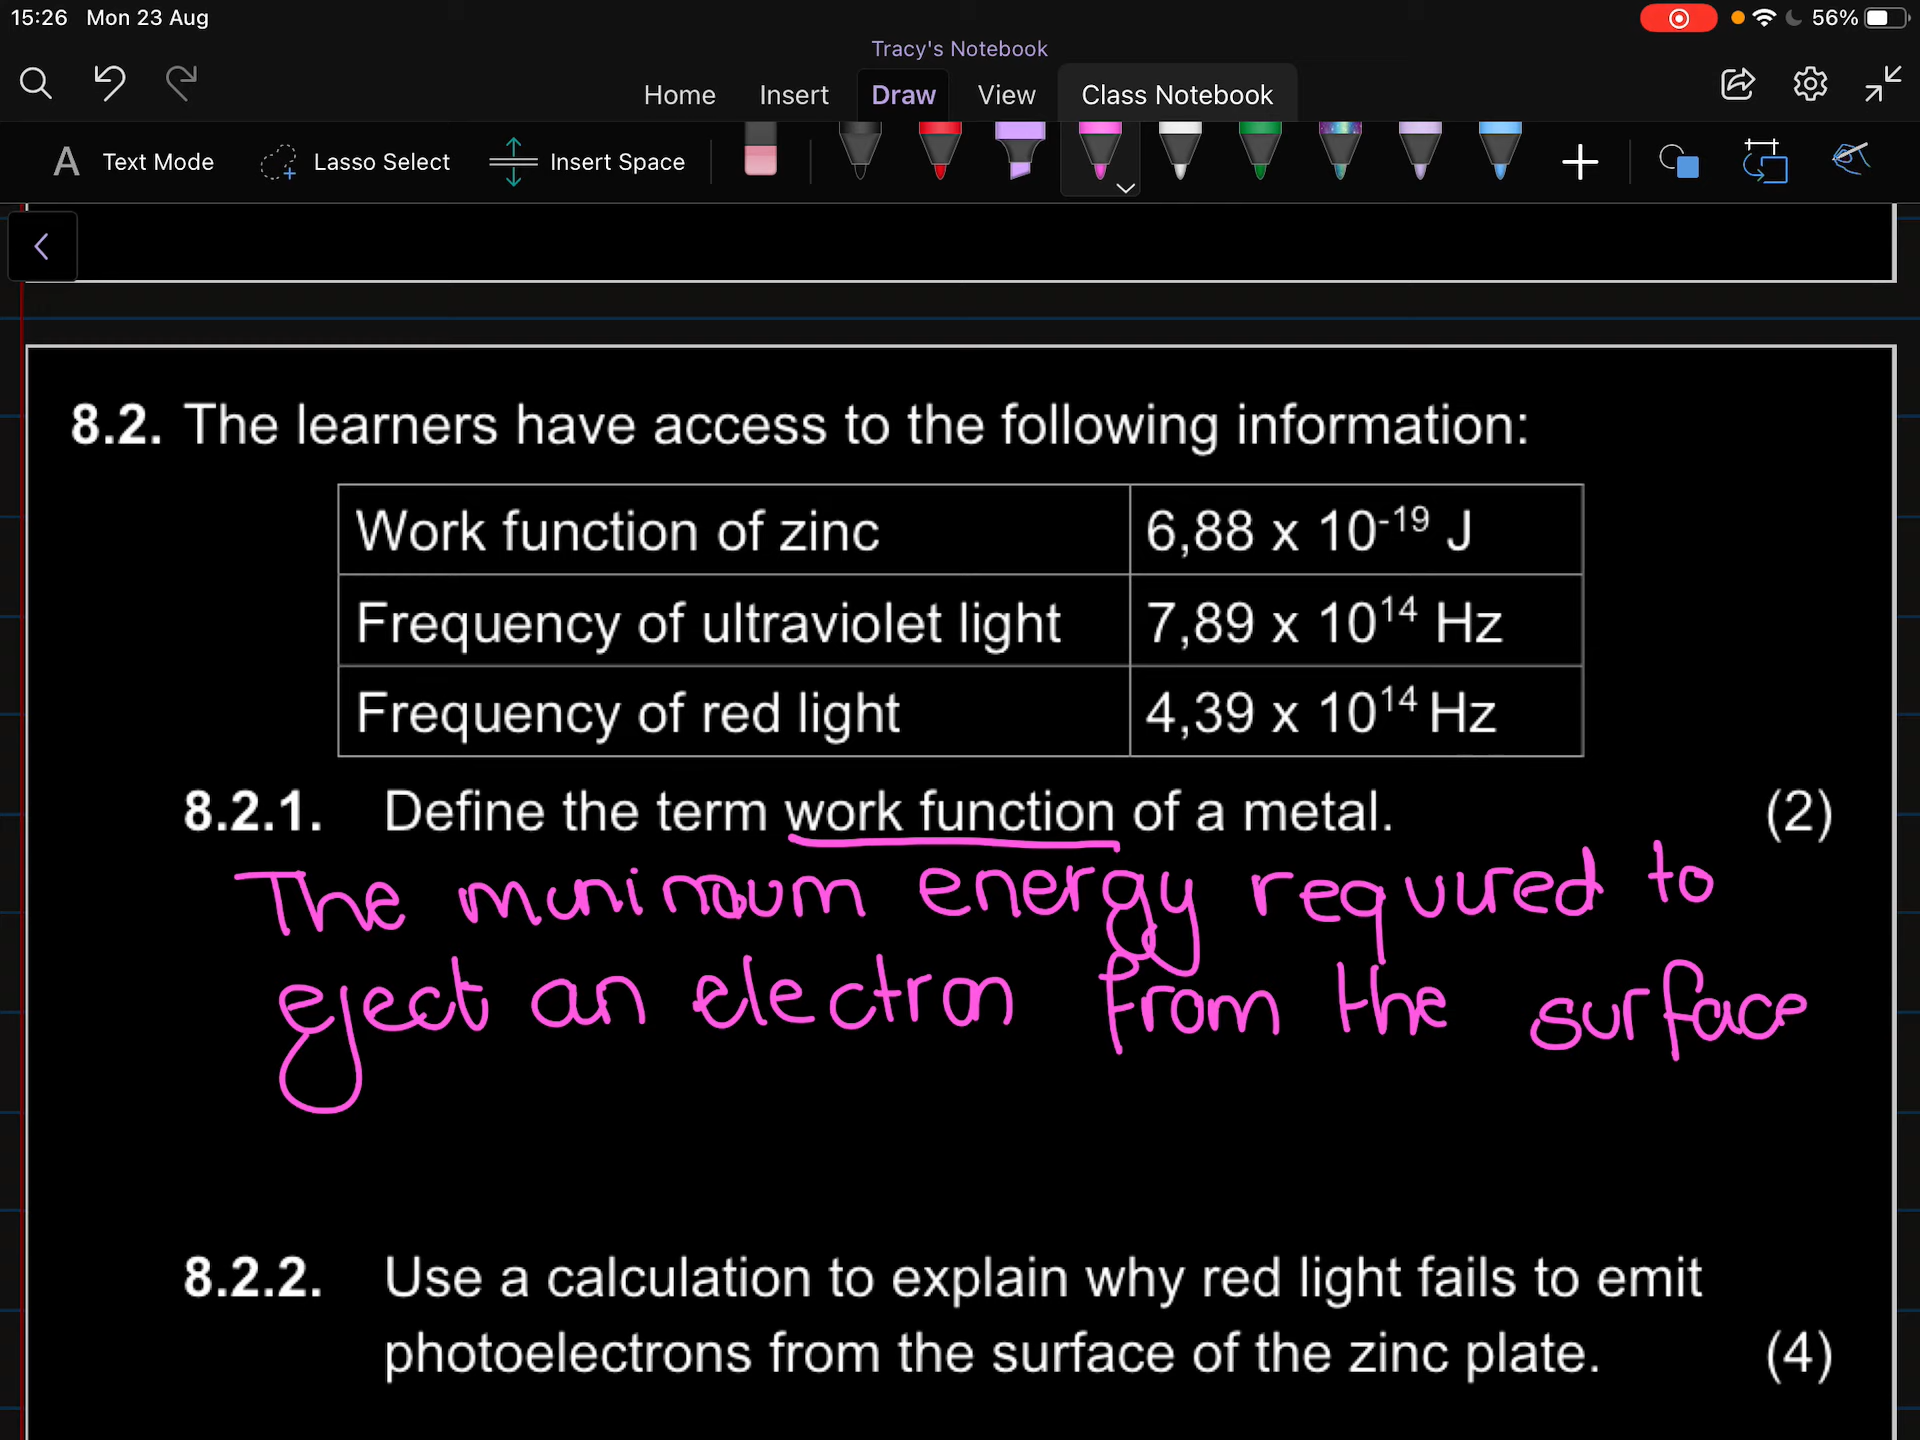 15:26 Mon 23 Aug
56%
Tracy's Notebook
Home Insert Draw View Class Notebook
A Text Mode Lasso Select Insert Space
8.2. The learners have access to the following information:
Work function of zinc 6,88 x 10⁻¹⁹ J
Frequency of ultraviolet light 7,89 x 10¹⁴ Hz
Frequency of red light 4,39 x 10¹⁴ Hz
8.2.1. Define the term work function of a metal. (2)
The minimum energy required to
eject an electron from the surface
8.2.2. Use a calculation to explain why red light fails to emit
photoelectrons from the surface of the zinc plate. (4)